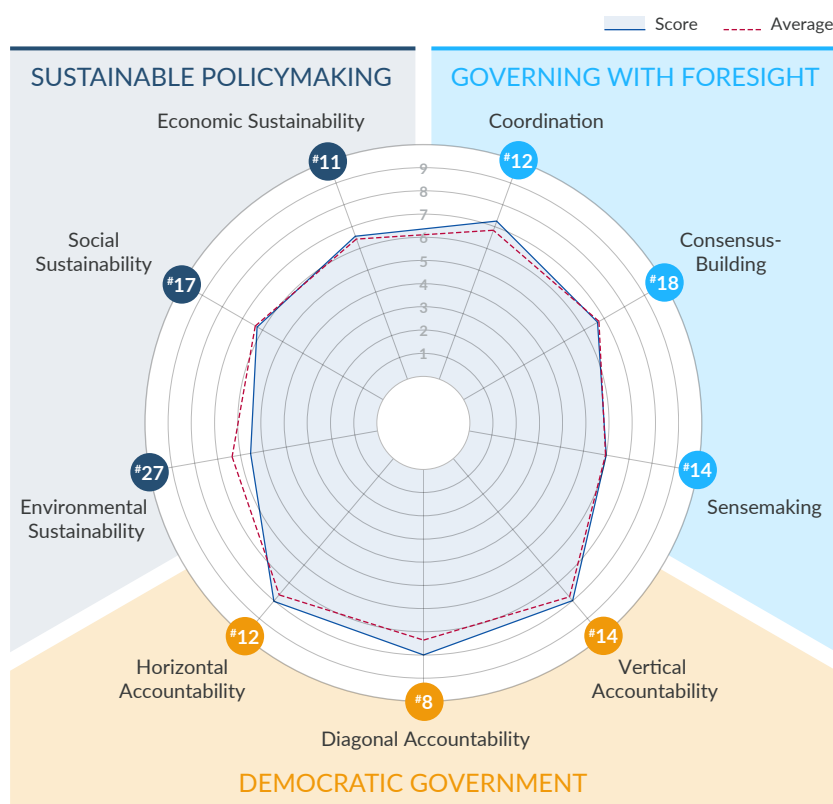 Score
Average
SUSTAINABLE POLICYMAKING
GOVERNING WITH FORESIGHT
Economic Sustainability
Coordination
#11
#12
9
8
7
6
5
4
3
2
1
Social
Sustainability
Consensus-
Building
#17
#18
#27
#14
Environmental
Sustainability
Sensemaking
#12
#14
Horizontal
Accountability
Vertical
Accountability
#8
Diagonal Accountability
DEMOCRATIC GOVERNMENT